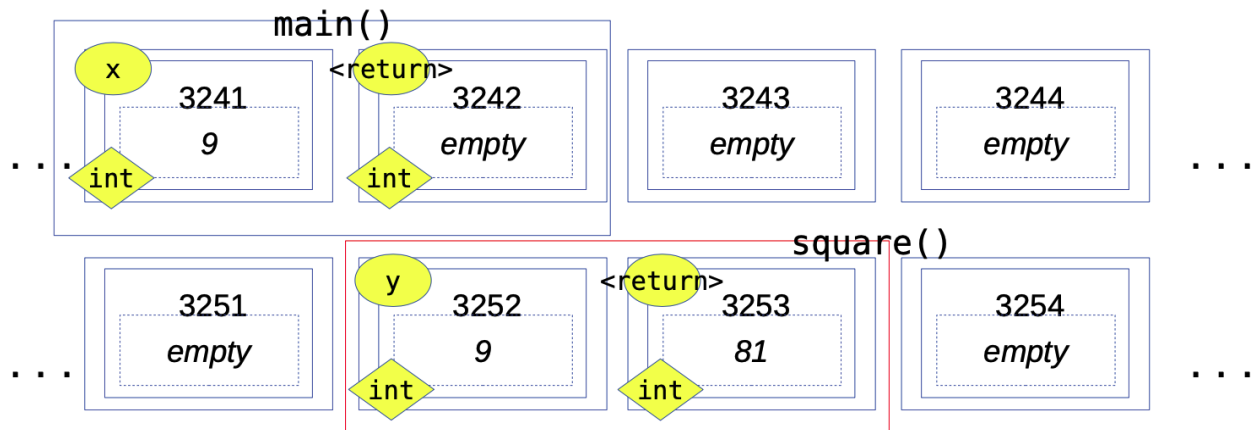 main()
x <return>
3241 3242 3243 3244
9 empty empty empty
... int int ...
square()
y <return>
3251 3252 3253 3254
empty 9 81 empty
... int int ...